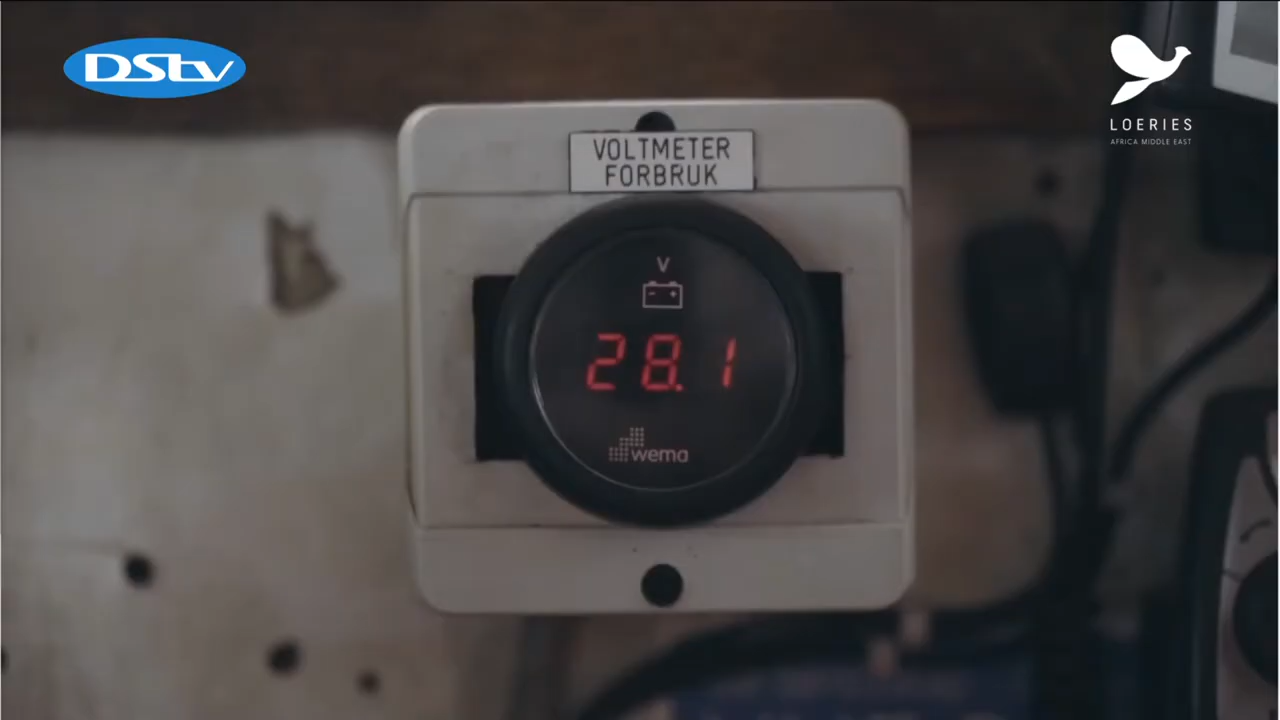 DStv
LOERIES
AFRICA MIDDLE EAST
VOLTMETER
FORBRUK
V
- +
28.1
wema